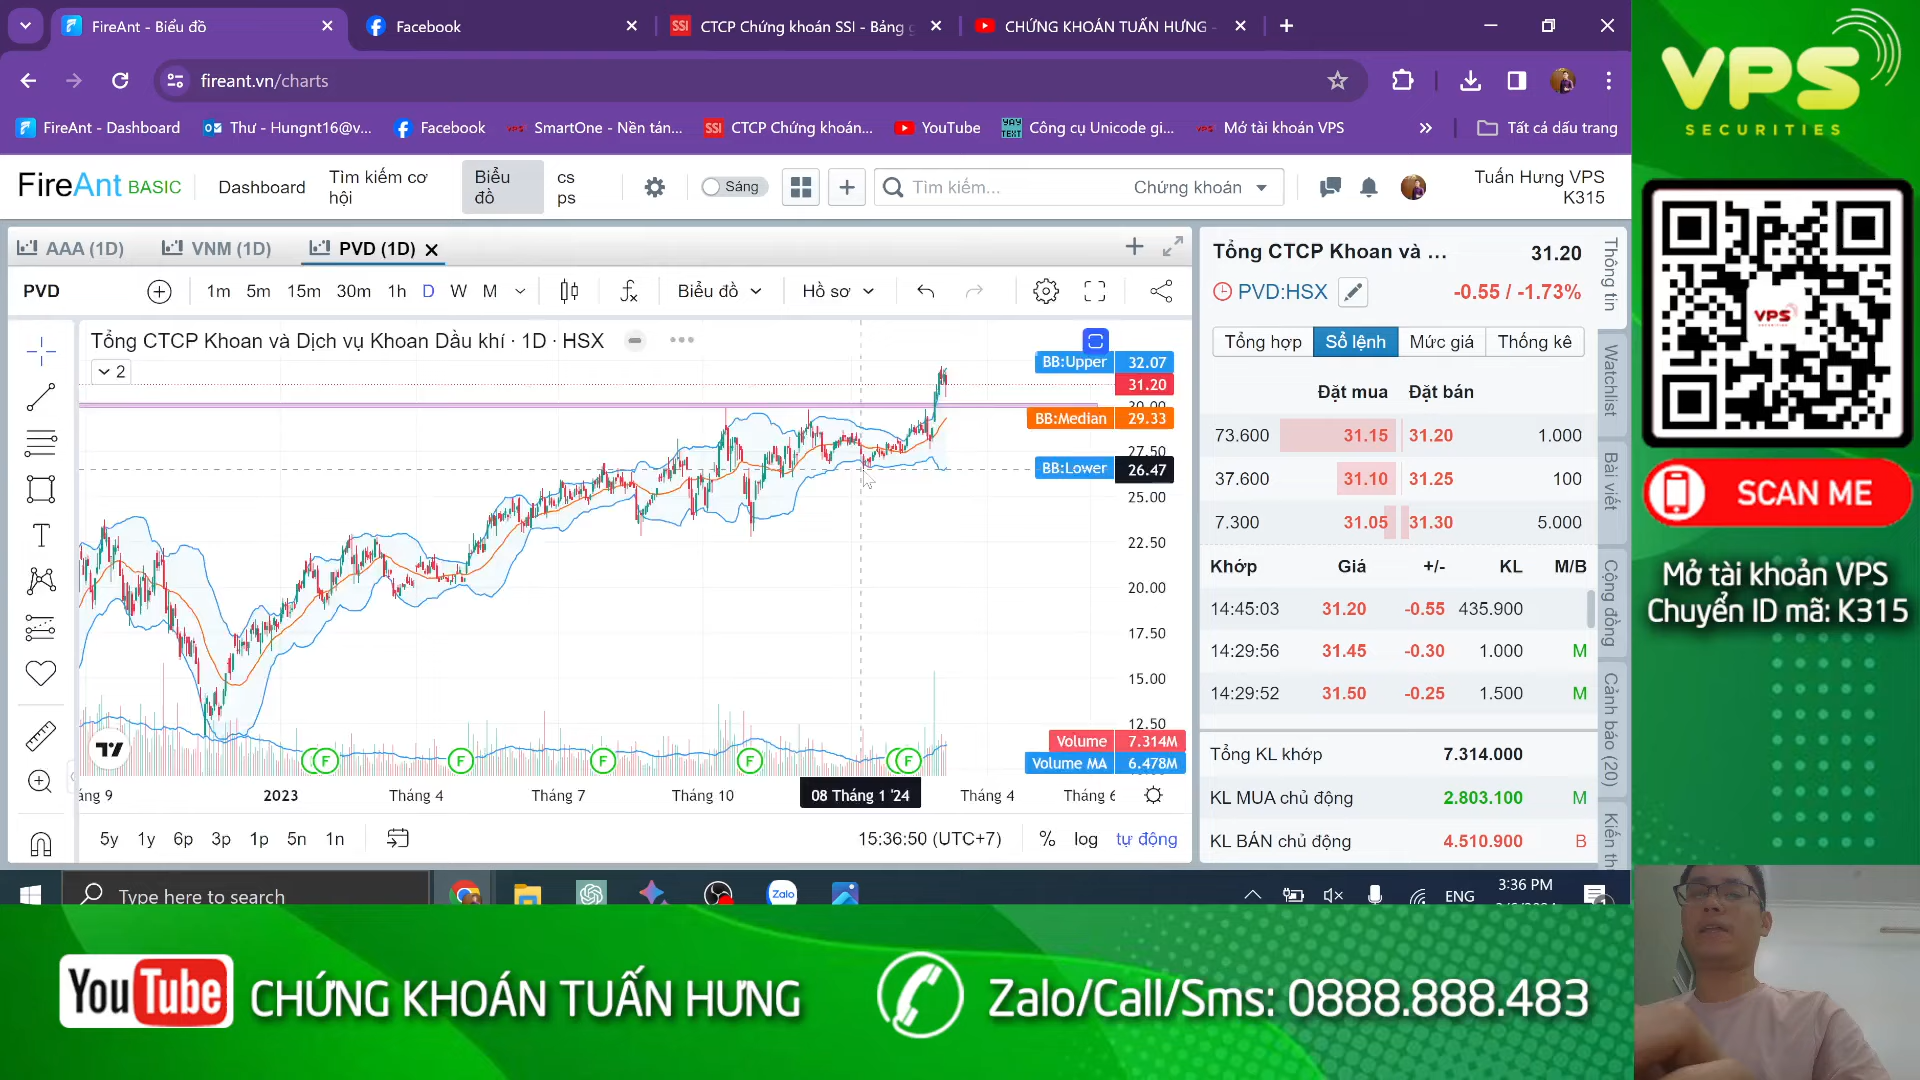 FireAnt - Biểu đồ
Facebook
SSI CTCP Chứng khoán SSI - Bảng g
CHỨNG KHOÁN TUẤN HƯNG -
fireant.vn/charts
FireAnt - Dashboard
Thư - Hungnt16@v...
Facebook
SmartOne - Nền tản...
SSI CTCP Chứng khoán...
YouTube
YAY TEXT Công cụ Unicode gi...
Mở tài khoản VPS
Tất cả dấu trang
FireAnt BASIC
Dashboard
Tìm kiếm cơ hội
Biểu đồ
cs ps
Sáng
Tìm kiếm...
Chứng khoán
Tuấn Hưng VPS K315
AAA (1D)
VNM (1D)
PVD (1D)
PVD
1m 5m 15m 30m 1h D W M
Biểu đồ
Hồ sơ
Tổng CTCP Khoan và Dịch vụ Khoan Dầu khí · 1D · HSX
2
BB:Upper 32.07
31.20
30.00
BB:Median 29.33
27.50
BB:Lower 26.47
25.00
22.50
20.00
17.50
15.00
12.50
Volume 7.314M
Volume MA 6.478M
F F F F F
áng 9 2023 Tháng 4 Tháng 7 Tháng 10 08 Tháng 1 '24 Tháng 4 Tháng 6
5y 1y 6p 3p 1p 5n 1n
15:36:50 (UTC+7)
% log tự động
Tổng CTCP Khoan và ... 31.20
PVD:HSX -0.55 / -1.73%
Tổng hợp Sổ lệnh Mức giá Thống kê
Đặt mua Đặt bán
73.600 31.15 31.20 1.000
37.600 31.10 31.25 100
7.300 31.05 31.30 5.000
Khớp Giá +/- KL M/B
14:45:03 31.20 -0.55 435.900
14:29:56 31.45 -0.30 1.000 M
14:29:52 31.50 -0.25 1.500 M
Tổng KL khớp 7.314.000
KL MUA chủ động 2.803.100 M
KL BÁN chủ động 4.510.900 B
Thông tin
Watchlist
Bài viết
Cộng đồng
Cảnh báo (20)
Kiến th
Type here to search
Zalo
ENG
3:36 PM
VPS
SECURITIES
VPS
SCAN ME
Mở tài khoản VPS
Chuyển ID mã: K315
YouTube CHỨNG KHOÁN TUẤN HƯNG
Zalo/Call/Sms: 0888.888.483